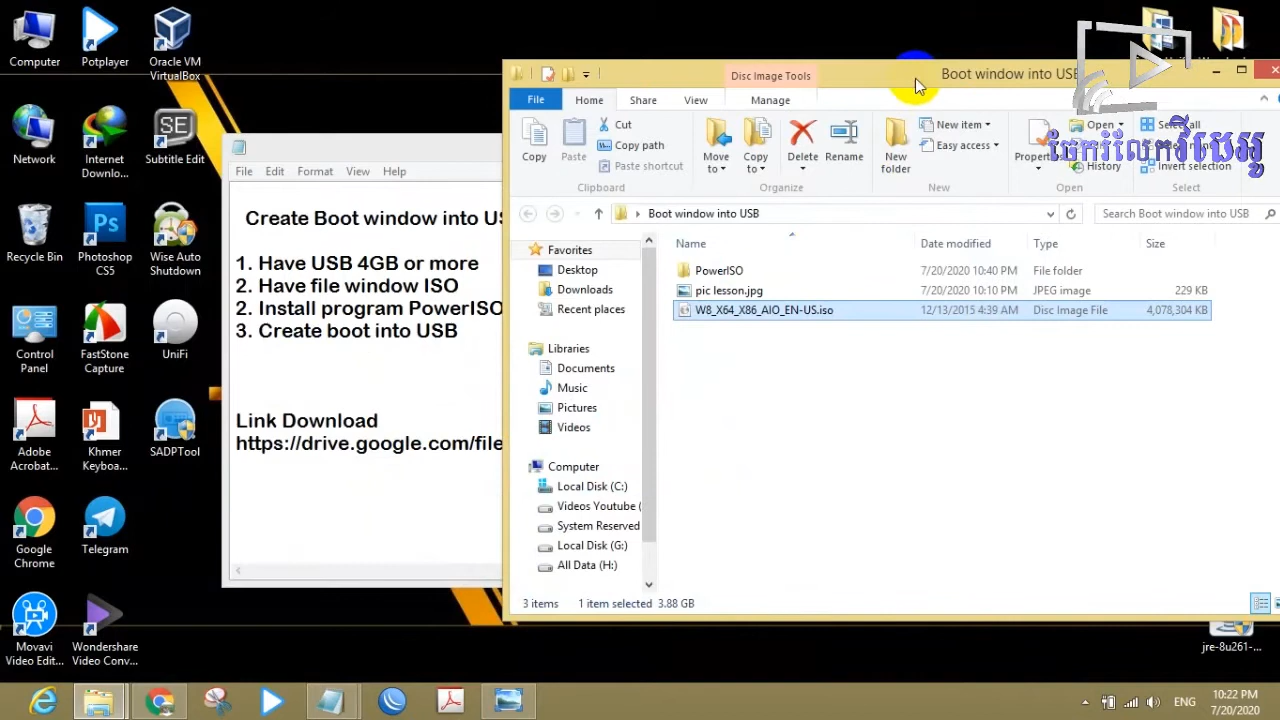 Computer
Potplayer
Oracle VM
VirtualBox
Network
Internet
Downlo...
Subtitle Edit
Recycle Bin
Photoshop
CS5
Wise Auto
Shutdown
Control
Panel
FastStone
Capture
UniFi
Adobe
Acrobat...
Khmer
Keyboa...
SADPTool
Google
Chrome
Telegram
Movavi
Video Edit...
Wondershare
Video Conv...
File Edit Format View Help
Create Boot window into US
1. Have USB 4GB or more
2. Have file window ISO
2. Install program PowerISO
3. Create boot into USB
Link Download
https://drive.google.com/file
Disc Image Tools
Boot window into USB
File Home Share View Manage
Copy
Paste
Cut
Copy path
Paste shortcut
Clipboard
Move
to
Copy
to
Delete
Rename
Organize
New
folder
New item
Easy access
New
Open
History
Open
Invert selection
Select
ចែករំលែកវីដេអូ
Boot window into USB
Search Boot window into USB
Favorites
Desktop
Downloads
Recent places
Libraries
Documents
Music
Pictures
Videos
Computer
Local Disk (C:)
Videos Youtube (
System Reserved
Local Disk (G:)
All Data (H:)
Name Date modified Type Size
PowerISO 7/20/2020 10:40 PM File folder
pic lesson.jpg 7/20/2020 10:10 PM JPEG image 229 KB
W8_X64_X86_AIO_EN-US.iso 12/13/2015 4:39 AM Disc Image File 4,078,304 KB
3 items 1 item selected 3.88 GB
jre-8u261-...
ENG
10:22 PM
7/20/2020